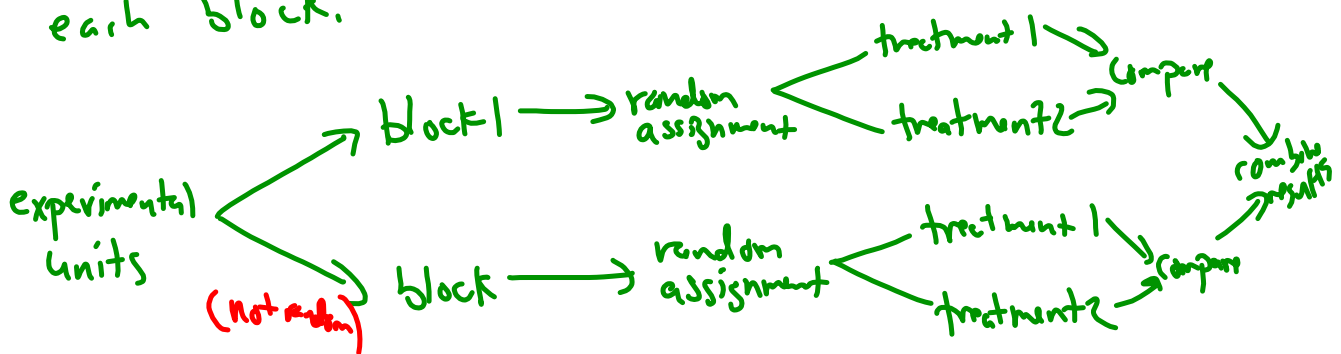 each block.
experimental
units
(not random)
block 1
random
assignment
treatment 1
treatment 2
compare
block
random
assignment
treatment 1
treatment 2
compare
combine
results